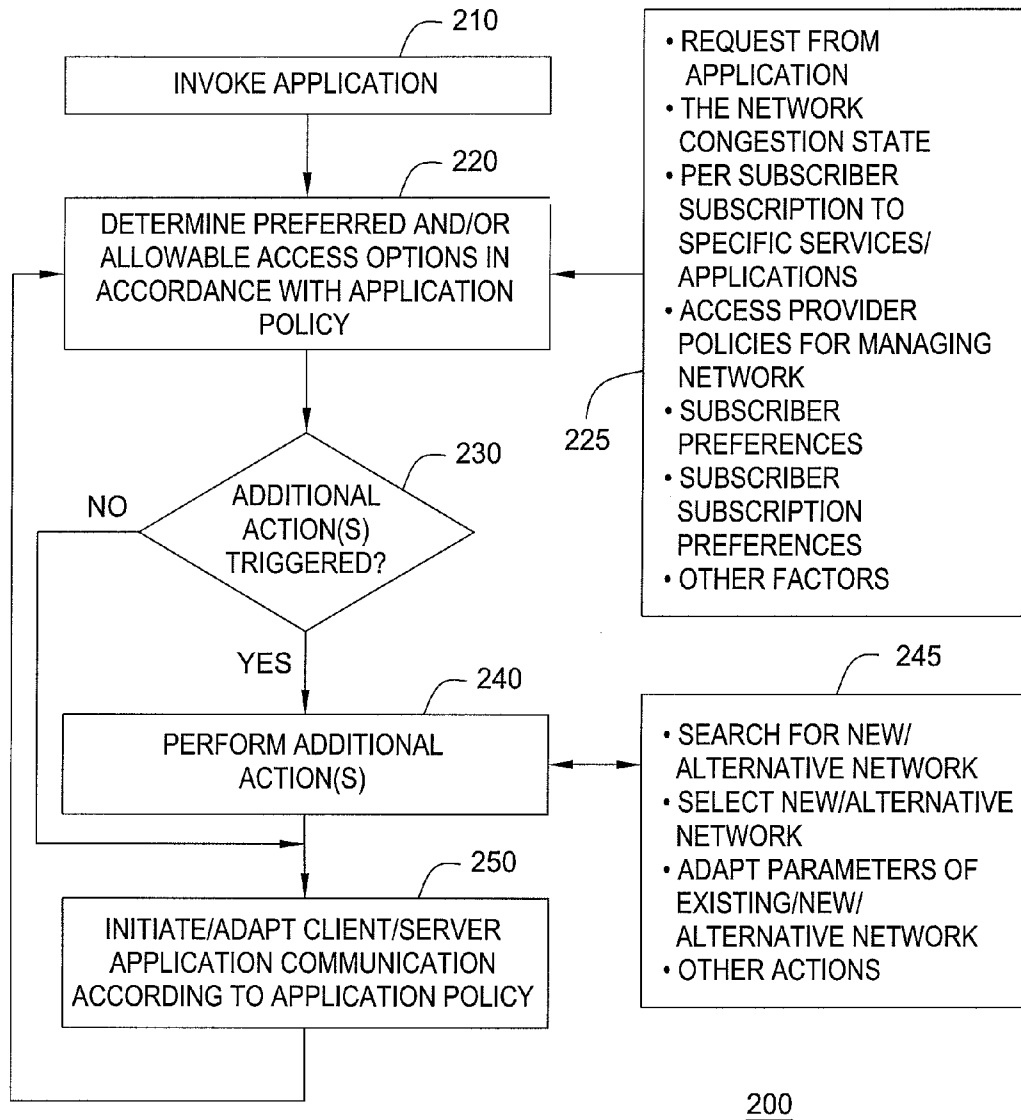 210
INVOKE APPLICATION
220
DETERMINE PREFERRED AND/OR
ALLOWABLE ACCESS OPTIONS IN
ACCORDANCE WITH APPLICATION
POLICY
• REQUEST FROM
APPLICATION
• THE NETWORK
CONGESTION STATE
• PER SUBSCRIBER
SUBSCRIPTION TO
SPECIFIC SERVICES/
APPLICATIONS
• ACCESS PROVIDER
POLICIES FOR MANAGING
NETWORK
• SUBSCRIBER
PREFERENCES
• SUBSCRIBER
SUBSCRIPTION
PREFERENCES
• OTHER FACTORS
225
230
NO
ADDITIONAL
ACTION(S)
TRIGGERED?
YES
240
PERFORM ADDITIONAL
ACTION(S)
245
• SEARCH FOR NEW/
ALTERNATIVE NETWORK
• SELECT NEW/ALTERNATIVE
NETWORK
• ADAPT PARAMETERS OF
EXISTING/NEW/
ALTERNATIVE NETWORK
• OTHER ACTIONS
250
INITIATE/ADAPT CLIENT/SERVER
APPLICATION COMMUNICATION
ACCORDING TO APPLICATION POLICY
200